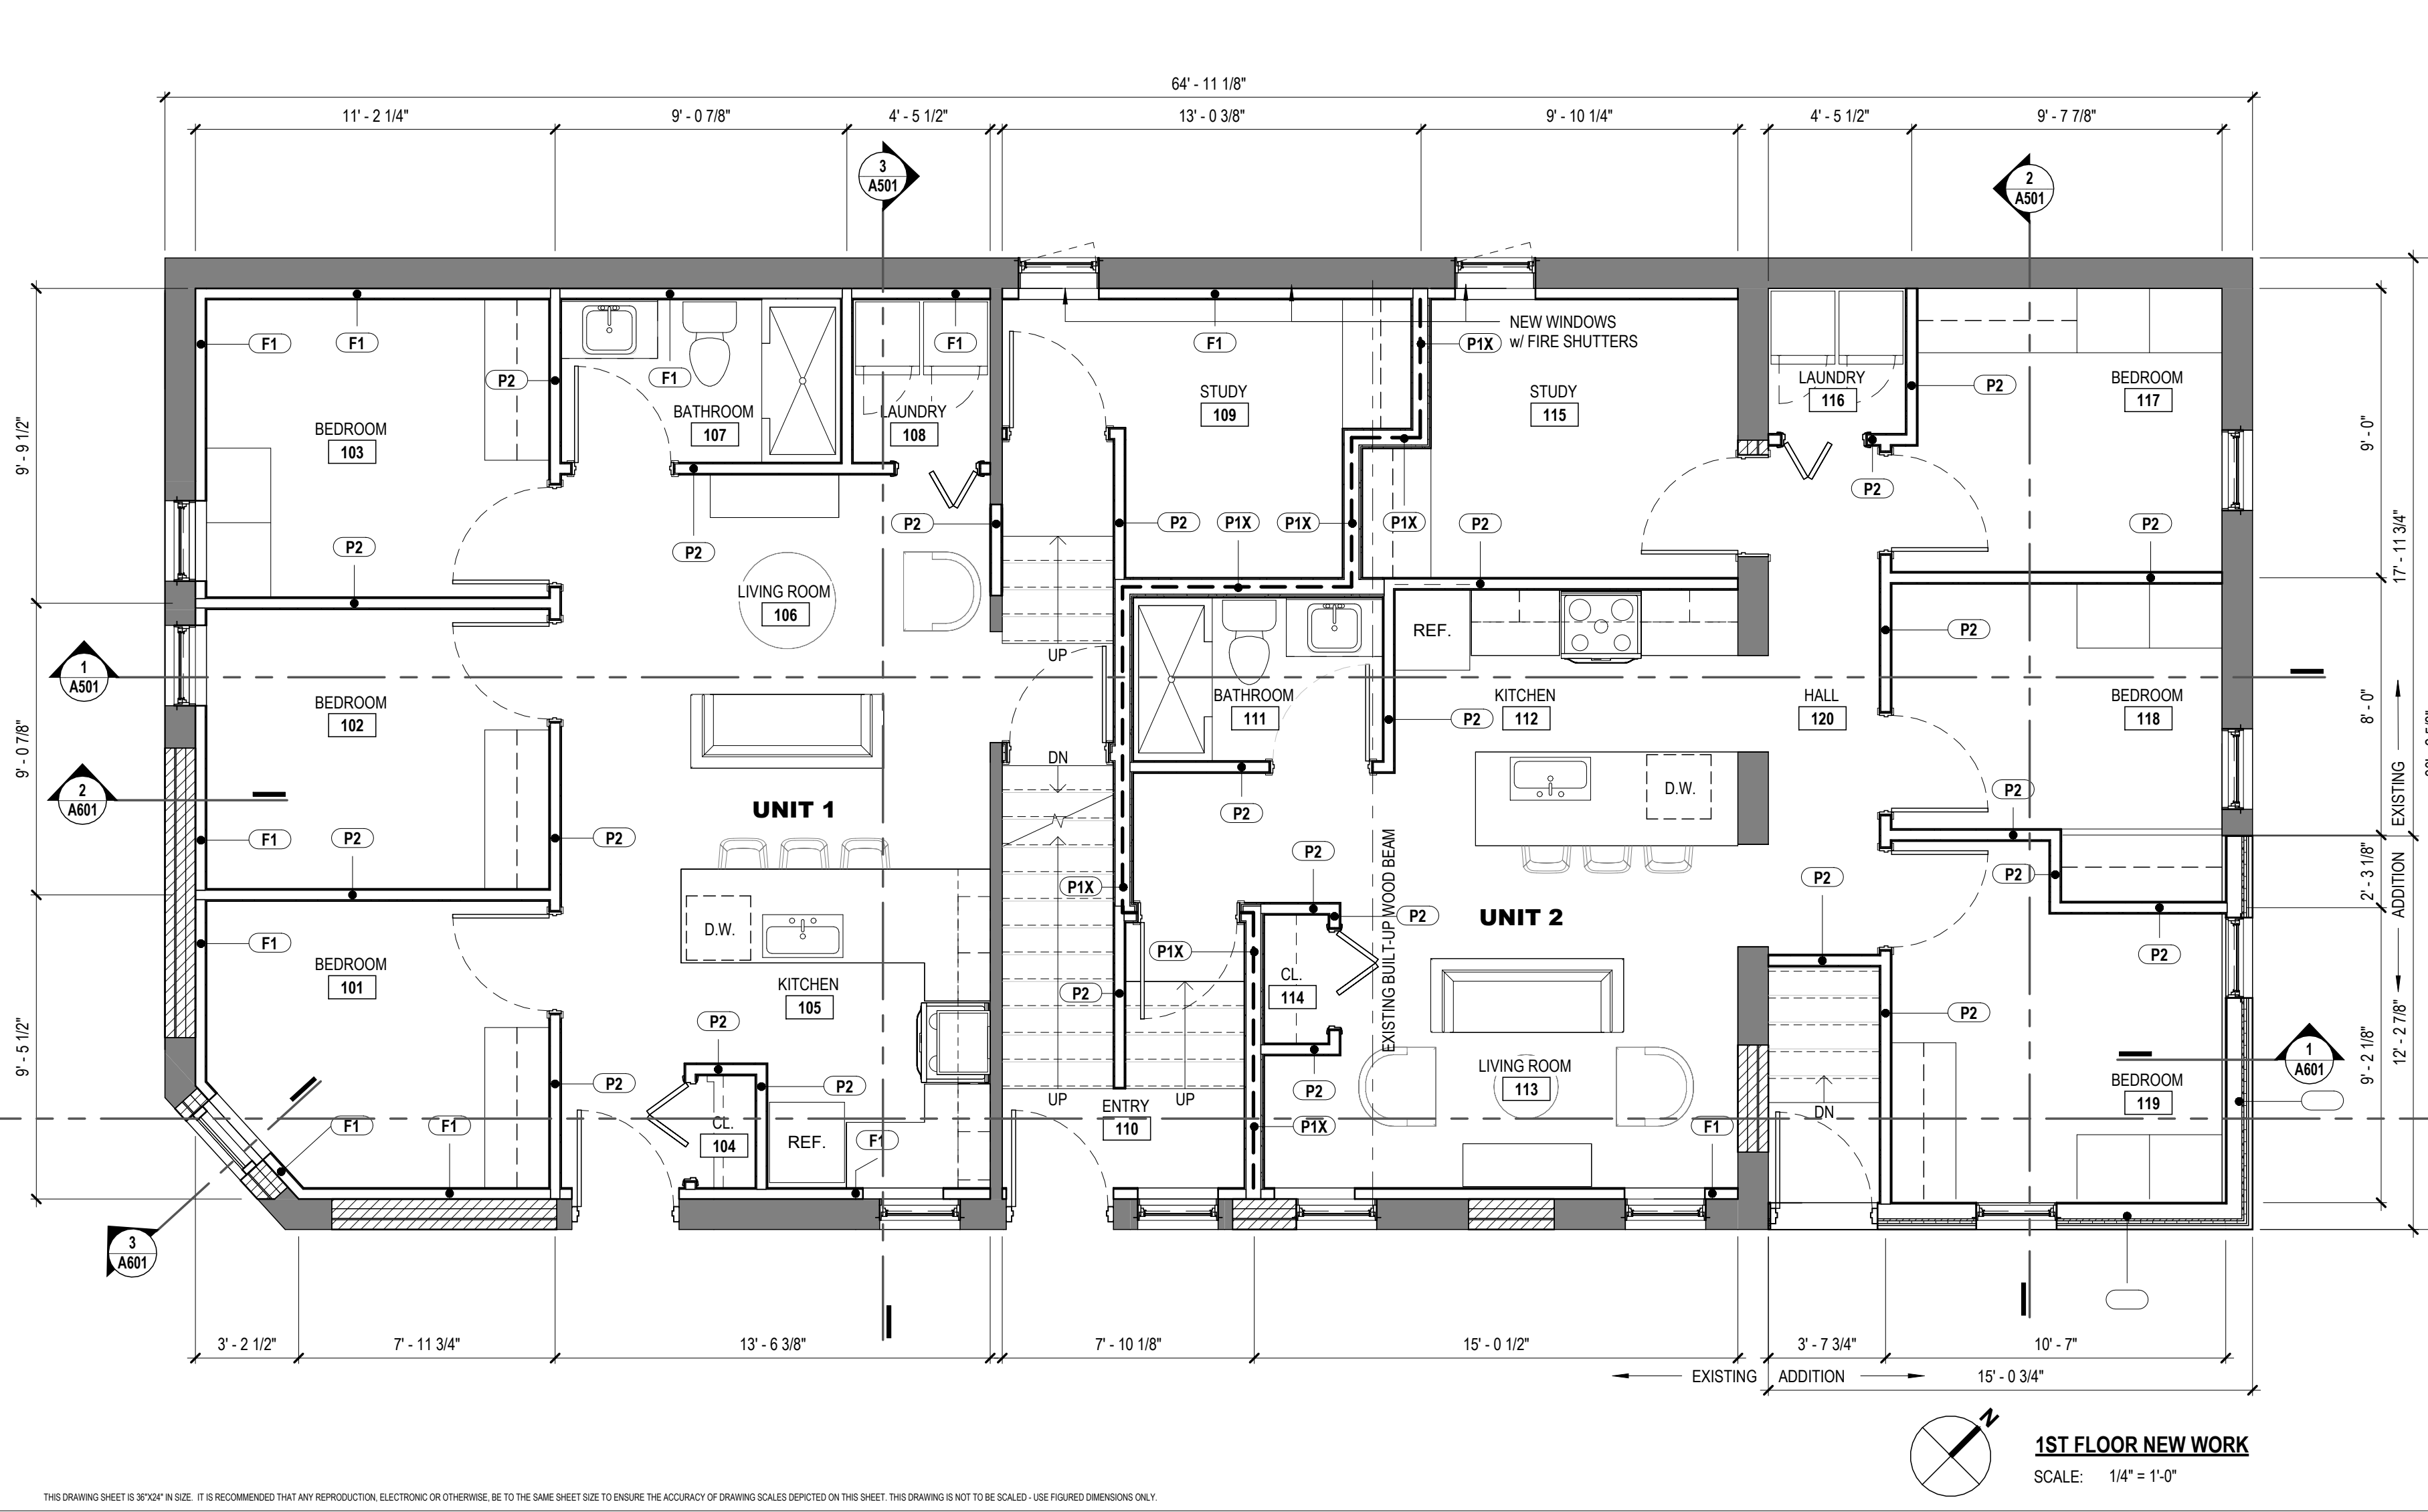 64' - 11 1/8"
11' - 2 1/4"
9' - 0 7/8"
4' - 5 1/2"
13' - 0 3/8"
9' - 10 1/4"
4' - 5 1/2"
9' - 7 7/8"
3
A501
2
A501
F1
F1
F1
F1
F1
P1X
NEW WINDOWS
w/ FIRE SHUTTERS
P2
P2
BEDROOM
103
BATHROOM
107
LAUNDRY
108
STUDY
109
STUDY
115
LAUNDRY
116
BEDROOM
117
9' - 9 1/2"
9' - 0"
17' - 11 3/4"
P2
P2
P2
P2
P2
P1X
P1X
P1X
P2
P2
P2
LIVING ROOM
106
UP
REF.
P2
1
A501
BEDROOM
102
BATHROOM
111
P2
KITCHEN
112
HALL
120
BEDROOM
118
9' - 0 7/8"
8' - 0"
2
A601
DN
D.W.
UNIT 1
P2
P2
EXISTING
F1
P2
P2
P2
EXISTING BUILT-UP WOOD BEAM
P1X
P2
P2
2' - 3 1/8"
ADDITION
D.W.
P2
UNIT 2
F1
P1X
P2
BEDROOM
101
KITCHEN
105
P2
CL.
114
P2
9' - 5 1/2"
P2
9' - 2 1/8"
12' - 2 7/8"
1
A601
P2
P2
P2
LIVING ROOM
113
BEDROOM
119
UP
UP
ENTRY
110
DN
F1
F1
CL.
104
REF.
F1
P1X
F1
3
A601
3' - 2 1/2"
7' - 11 3/4"
13' - 6 3/8"
7' - 10 1/8"
15' - 0 1/2"
3' - 7 3/4"
10' - 7"
EXISTING
ADDITION
15' - 0 3/4"
N
1ST FLOOR NEW WORK
SCALE: 1/4" = 1'-0"
THIS DRAWING SHEET IS 36"X24" IN SIZE. IT IS RECOMMENDED THAT ANY REPRODUCTION, ELECTRONIC OR OTHERWISE, BE TO THE SAME SHEET SIZE TO ENSURE THE ACCURACY OF DRAWING SCALES DEPICTED ON THIS SHEET. THIS DRAWING IS NOT TO BE SCALED - USE FIGURED DIMENSIONS ONLY.